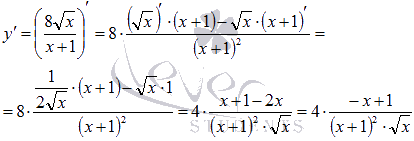 y′ = (8√x / (x+1))′ = 8 · ((√x)′ · (x+1) − √x · (x+1)′) / (x+1)² =
= 8 · (1/(2√x) · (x+1) − √x · 1) / (x+1)² = 4 · (x+1−2x) / ((x+1)² · √x) = 4 · (−x+1) / ((x+1)² · √x)